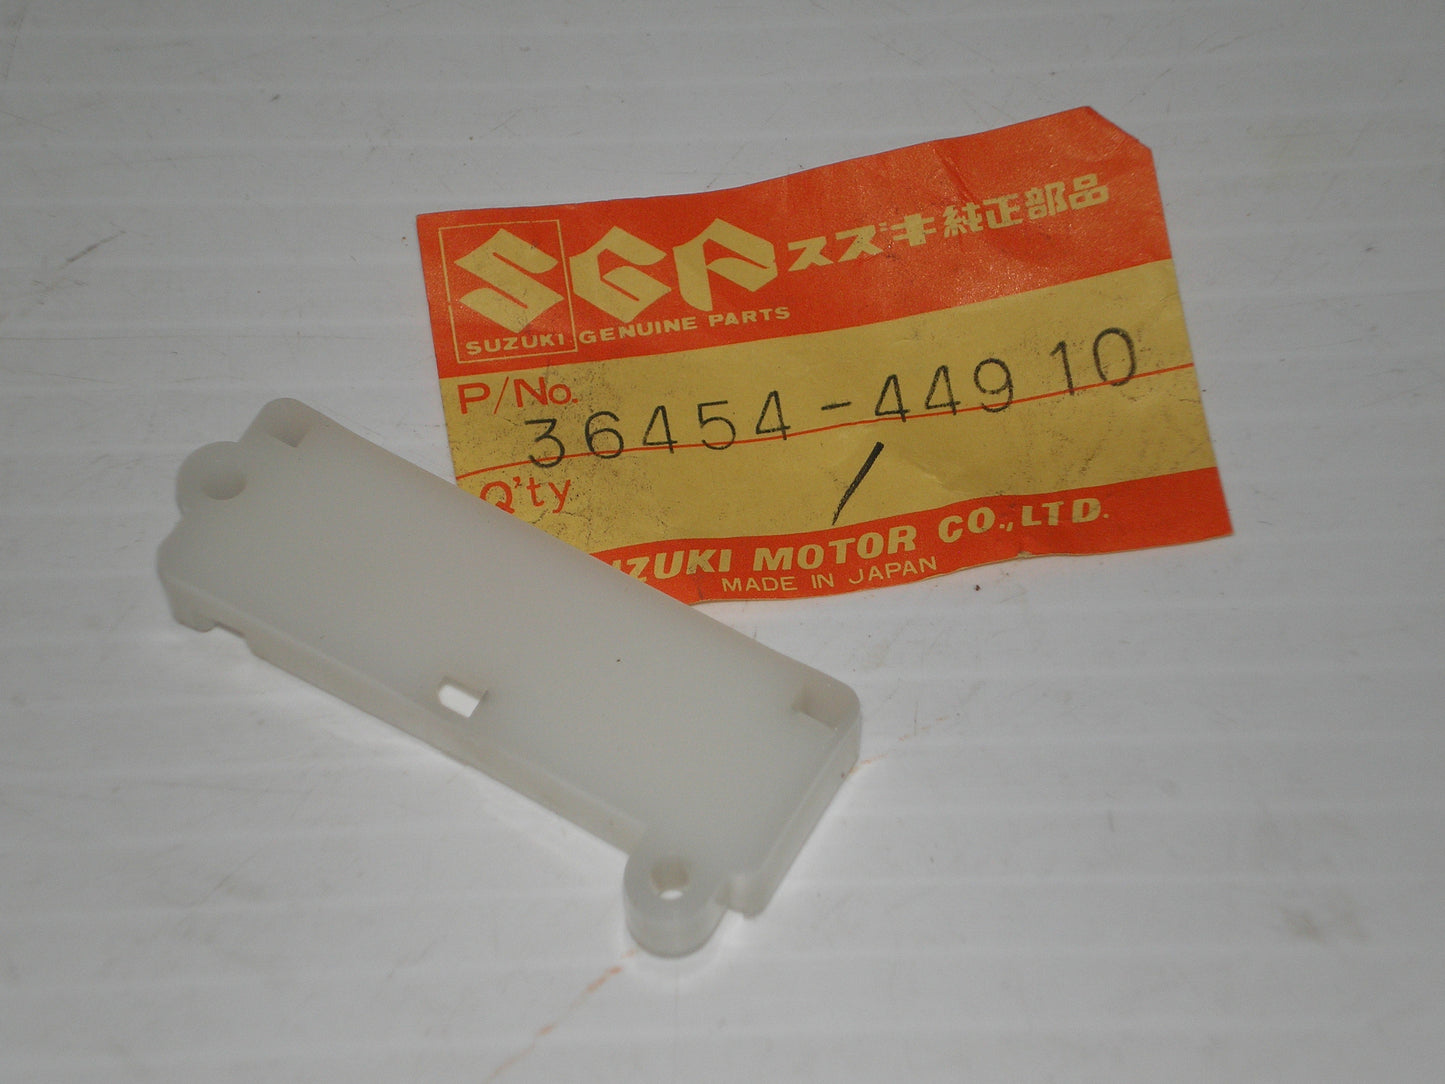 SGP スズキ純正部品
SUZUKI GENUINE PARTS
P/No. 36454-44910
Q'ty /
SUZUKI MOTOR CO.,LTD.
MADE IN JAPAN